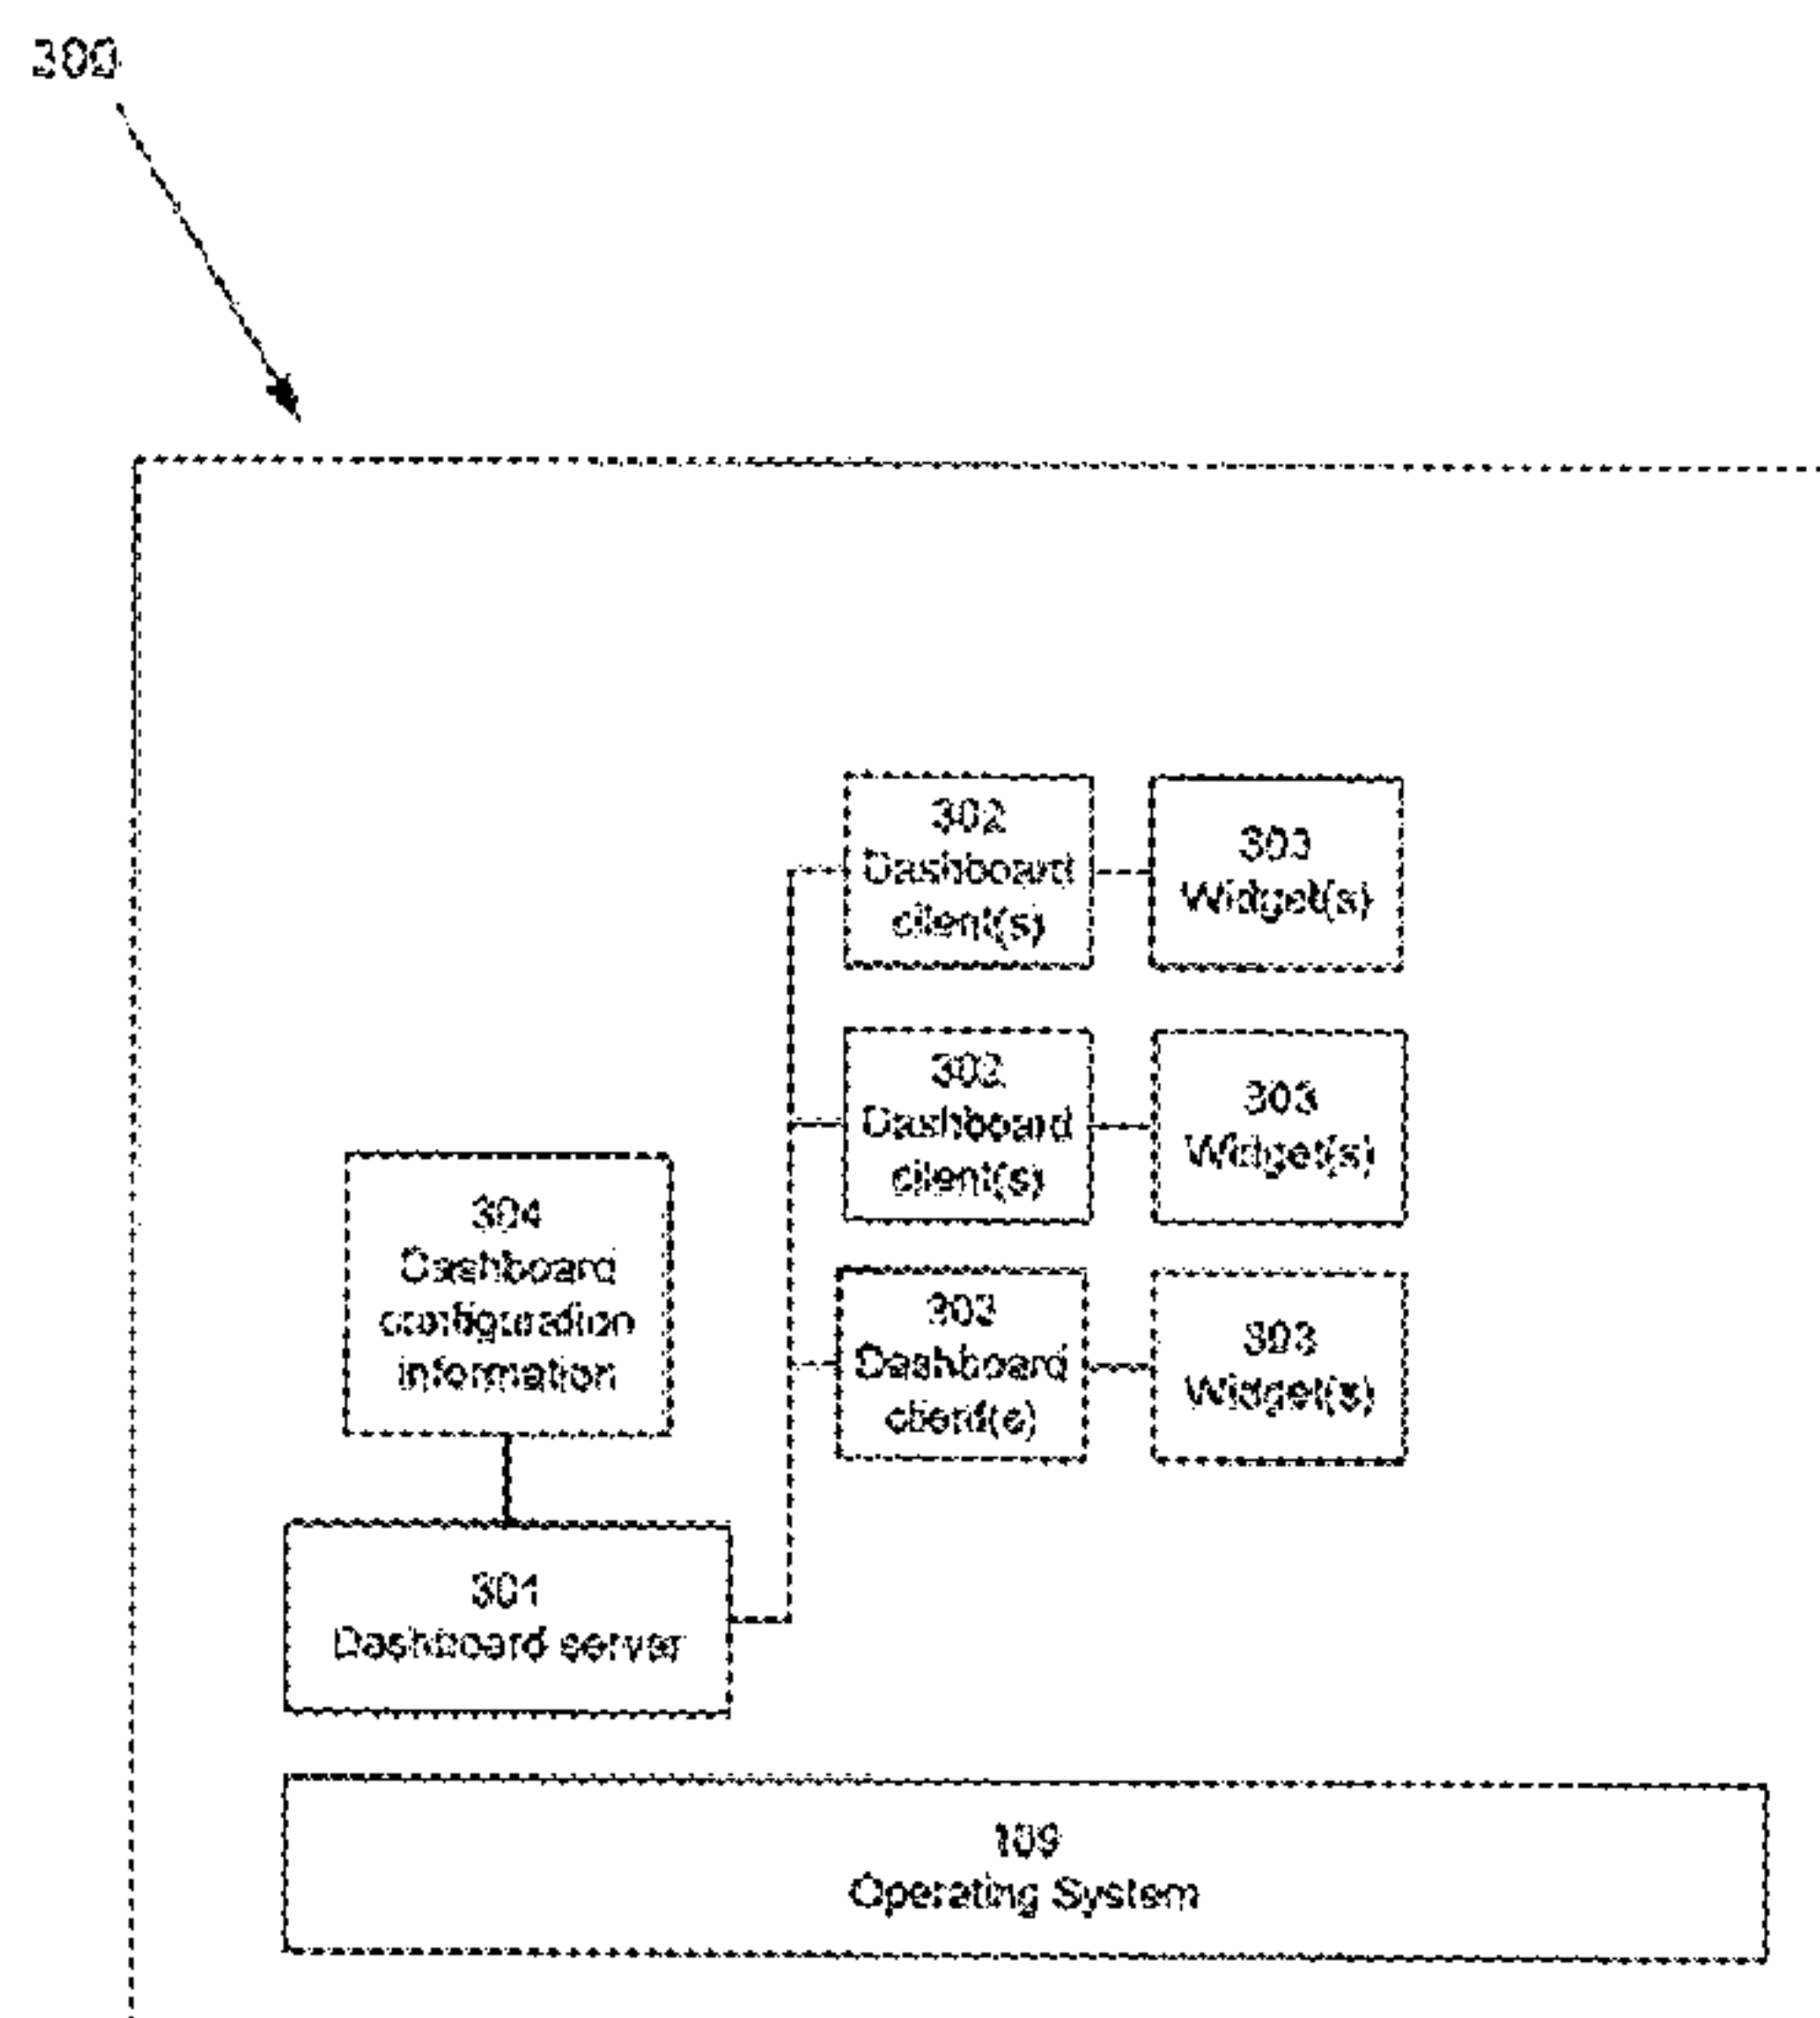 300
302
Dashboard
client(s)
303
Widget(s)
302
Dashboard
client(s)
303
Widget(s)
304
Dashboard
configuration
information
302
Dashboard
client(s)
303
Widget(s)
301
Dashboard server
109
Operating System